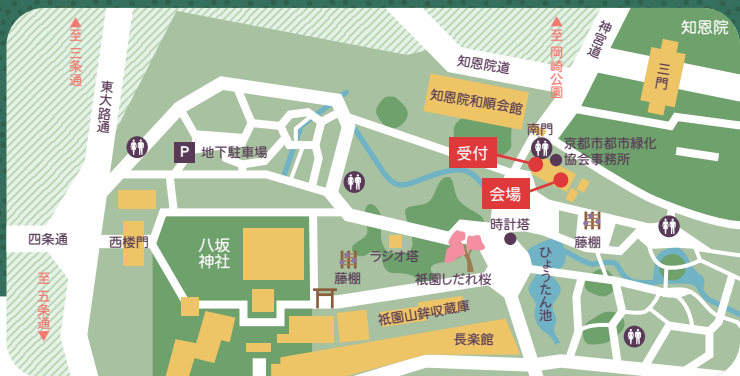 ▲至 三条通
▲至 岡崎公園
神宮道
知恩院
東大路通
知恩院道
三門
知恩院和順会館
南門
京都市都市緑化
協会事務所
受付
P 地下駐車場
会場
時計塔
藤棚
四条通
西楼門
八坂
神社
ラジオ塔
藤棚
祇園しだれ桜
ひょうたん池
至 五条通▼
祇園山鉾収蔵庫
長楽館